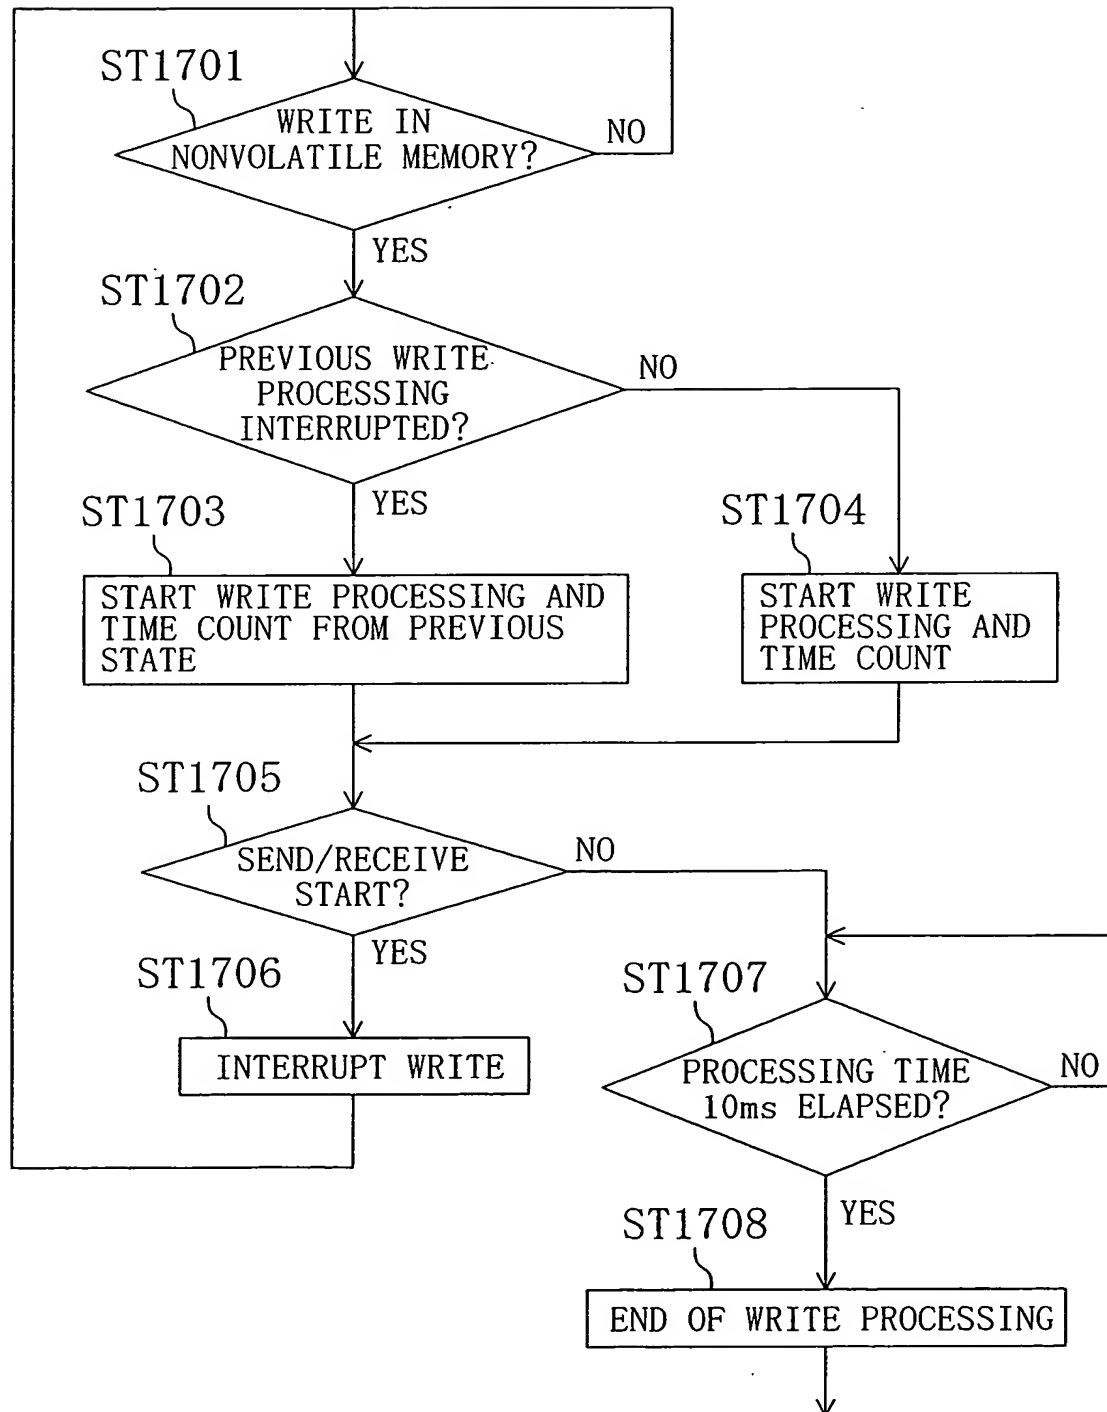 ST1701
WRITE IN
NONVOLATILE MEMORY?
NO
YES
ST1702
PREVIOUS WRITE
PROCESSING
INTERRUPTED?
NO
YES
ST1703
START WRITE PROCESSING AND
TIME COUNT FROM PREVIOUS
STATE
ST1704
START WRITE
PROCESSING AND
TIME COUNT
ST1705
SEND/RECEIVE
START?
NO
YES
ST1706
INTERRUPT WRITE
ST1707
PROCESSING TIME
10ms ELAPSED?
NO
YES
ST1708
END OF WRITE PROCESSING